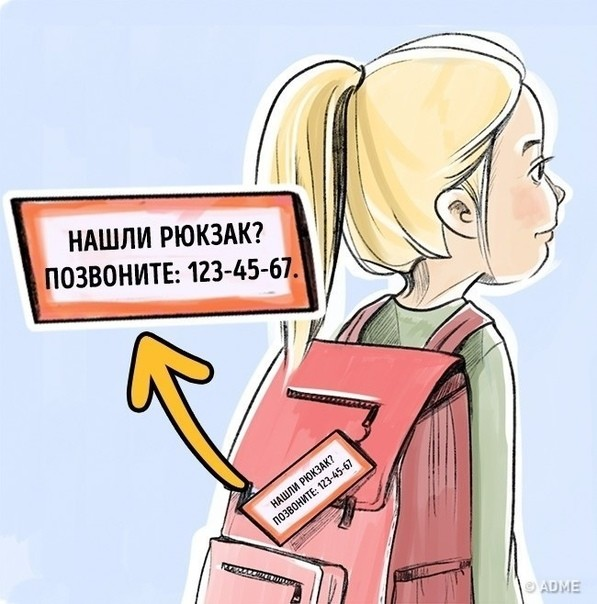 НАШЛИ РЮКЗАК?
ПОЗВОНИТЕ: 123-45-67.
НАШЛИ РЮКЗАК?
ПОЗВОНИТЕ: 123-45-67
© ADME